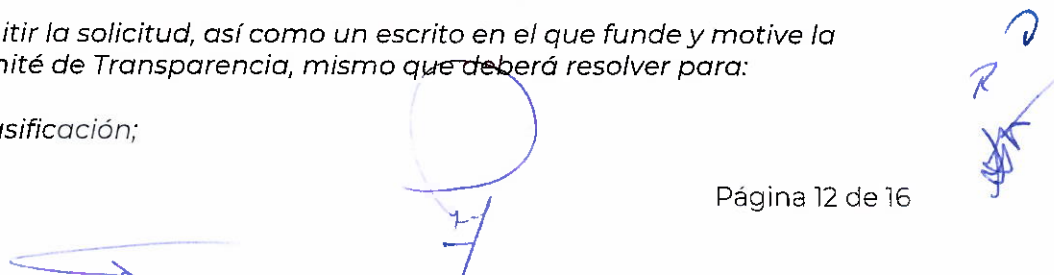 itir la solicitud, así como un escrito en el que funde y motive la
mité de Transparencia, mismo que deberá resolver para:
sificación;
Página 12 de 16